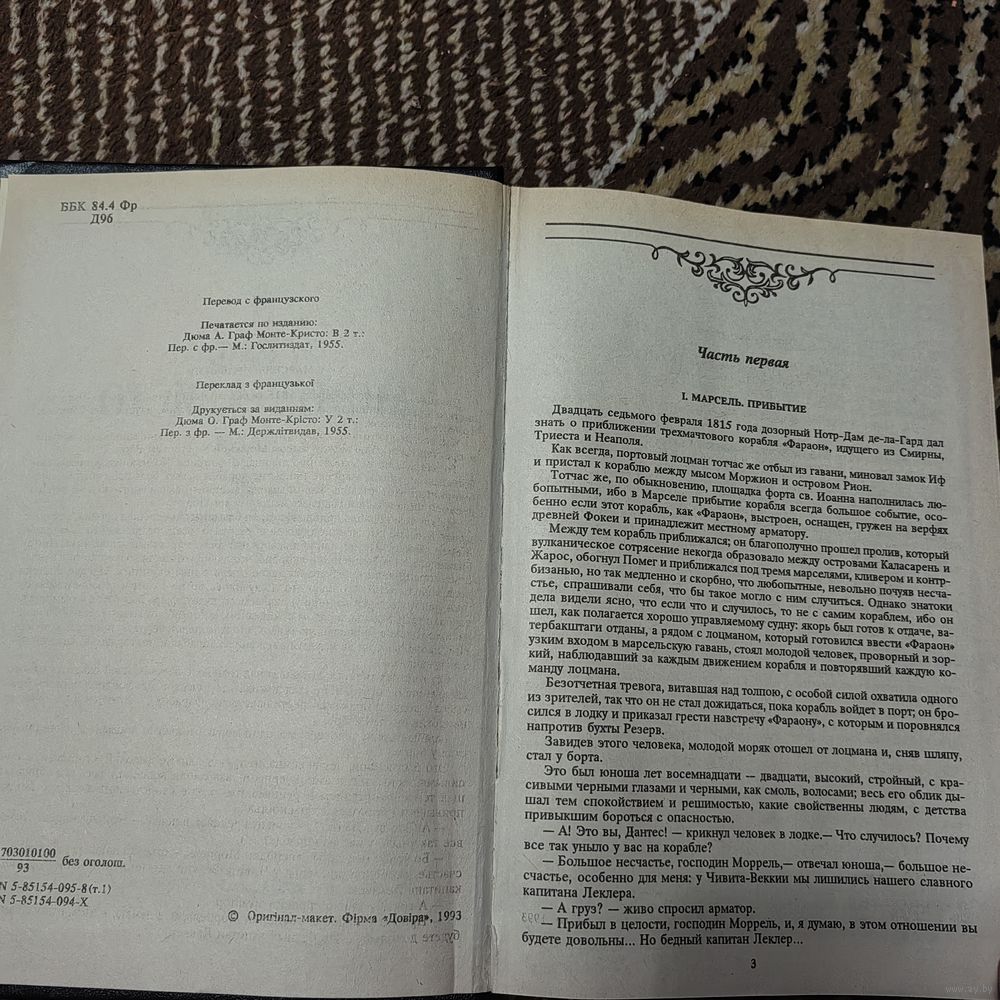 ББК 84.4 Фр
Д96
Перевод с французского
Печатается по изданию:
Дюма А. Граф Монте-Кристо: В 2 т.:
Пер. с фр.— М.: Гослитиздат, 1955.
Переклад з французької
Друкується за виданням:
Дюма О. Граф Монте-Крісто: У 2 т.:
Пер. з фр. — М.: Держлітвидав, 1955.
703010100
93
без оголош.
N 5-85154-095-8(т.1)
N 5-85154-094-X
© Оригінал-макет. Фірма «Довіра», 1993
Часть первая
I. МАРСЕЛЬ. ПРИБЫТИЕ
Двадцать седьмого февраля 1815 года дозорный Нотр-Дам де-ла-Гард дал
знать о приближении трехмачтового корабля «Фараон», идущего из Смирны,
Триеста и Неаполя.
Как всегда, портовый лоцман тотчас же отбыл из гавани, миновал замок Иф
и пристал к кораблю между мысом Моржион и островом Рион.
Тотчас же, по обыкновению, площадка форта св. Иоанна наполнилась лю-
бопытными, ибо в Марселе прибытие корабля всегда большое событие, осо-
бенно если этот корабль, как «Фараон», выстроен, оснащен, гружен на верфях
древней Фокеи и принадлежит местному арматору.
Между тем корабль приближался; он благополучно прошел пролив, который
вулканическое сотрясение некогда образовало между островами Каласарень и
Жарос, обогнул Помег и приближался под тремя марселями, кливером и контр-
бизанью, но так медленно и скорбно, что любопытные, невольно почуяв несча-
стье, спрашивали себя, что бы такое могло с ним случиться. Однако знатоки
дела видели ясно, что если что и случилось, то не с самим кораблем, ибо он
шел, как полагается хорошо управляемому судну: якорь был готов к отдаче, ва-
тербакштаги отданы, а рядом с лоцманом, который готовился ввести «Фараон»
узким входом в марсельскую гавань, стоял молодой человек, проворный и зор-
кий, наблюдавший за каждым движением корабля и повторявший каждую ко-
манду лоцмана.
Безотчетная тревога, витавшая над толпою, с особой силой охватила одного
из зрителей, так что он не стал дожидаться, пока корабль войдет в порт; он бро-
сился в лодку и приказал грести навстречу «Фараону», с которым и поровнялся
напротив бухты Резерв.
Завидев этого человека, молодой моряк отошел от лоцмана и, сняв шляпу,
стал у борта.
Это был юноша лет восемнадцати — двадцати, высокий, стройный, с кра-
сивыми черными глазами и черными, как смоль, волосами; весь его облик ды-
шал тем спокойствием и решимостью, какие свойственны людям, с детства
привыкшим бороться с опасностью.
— А! Это вы, Дантес! — крикнул человек в лодке.— Что случилось? Почему
все так уныло у вас на корабле?
— Большое несчастье, господин Моррель,— отвечал юноша,— большое не-
счастье, особенно для меня: у Чивита-Веккии мы лишились нашего славного
капитана Леклера.
— А груз? — живо спросил арматор.
— Прибыл в целости, господин Моррель, и, я думаю, в этом отношении вы
будете довольны... Но бедный капитан Леклер...
3
www.ay.by